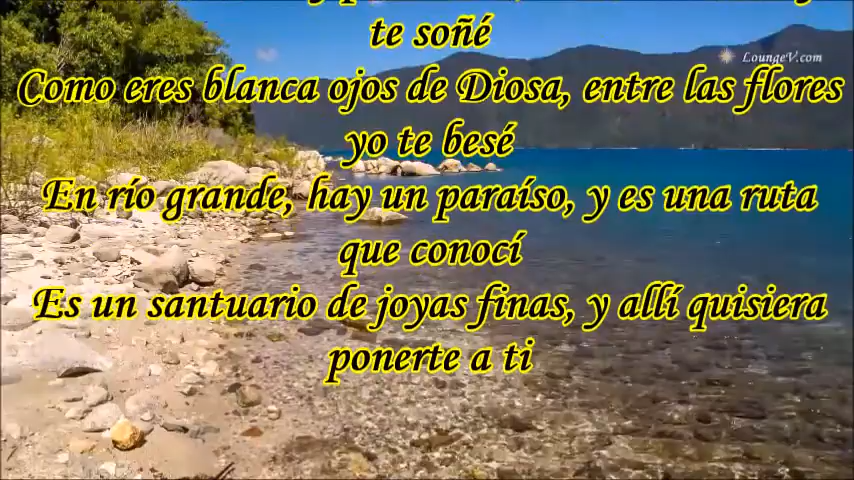 te soñé
LoungeV.com
Como eres blanca ojos de Diosa, entre las flores
yo te besé
En río grande, hay un paraíso, y es una ruta
que conocí
Es un santuario de joyas finas, y allí quisiera
ponerte a ti